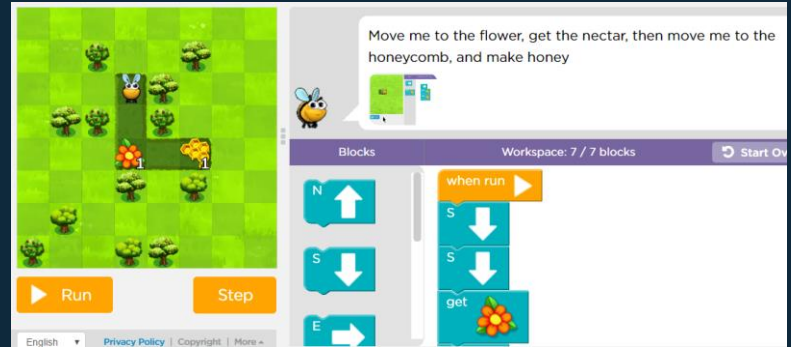 Move me to the flower, get the nectar, then move me to the
honeycomb, and make honey
Blocks
Workspace: 7 / 7 blocks
Start Ov
N
S
E
when run
S
S
get
1
1
Run
Step
English
Privacy Policy | Copyright | More